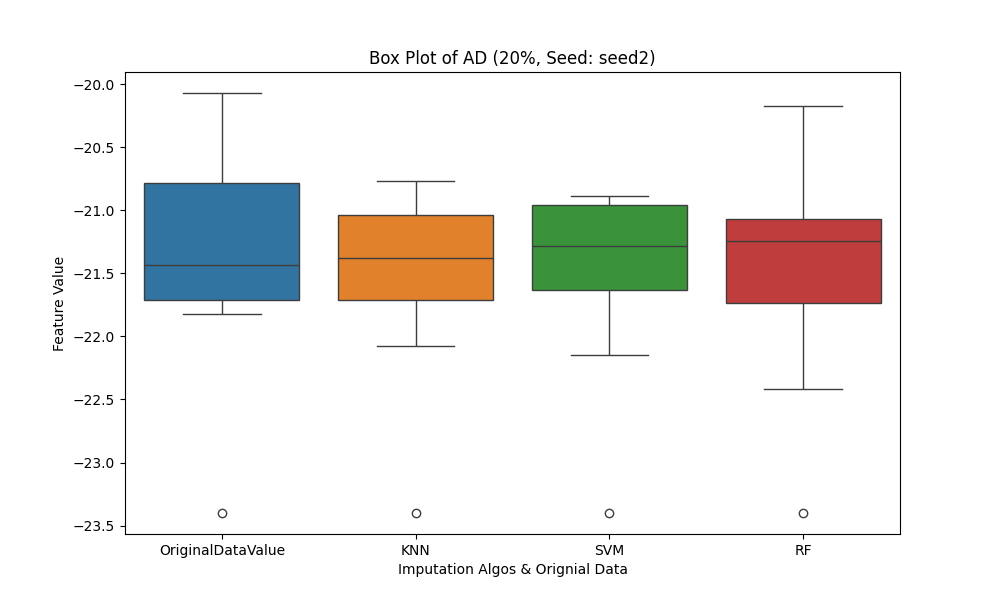 Box Plot of AD (20%, Seed: seed2)
−20.0
−20.5
−21.0
−21.5
−22.0
−22.5
−23.0
−23.5
Feature Value
OriginalDataValue
KNN
SVM
RF
Imputation Algos & Orignial Data